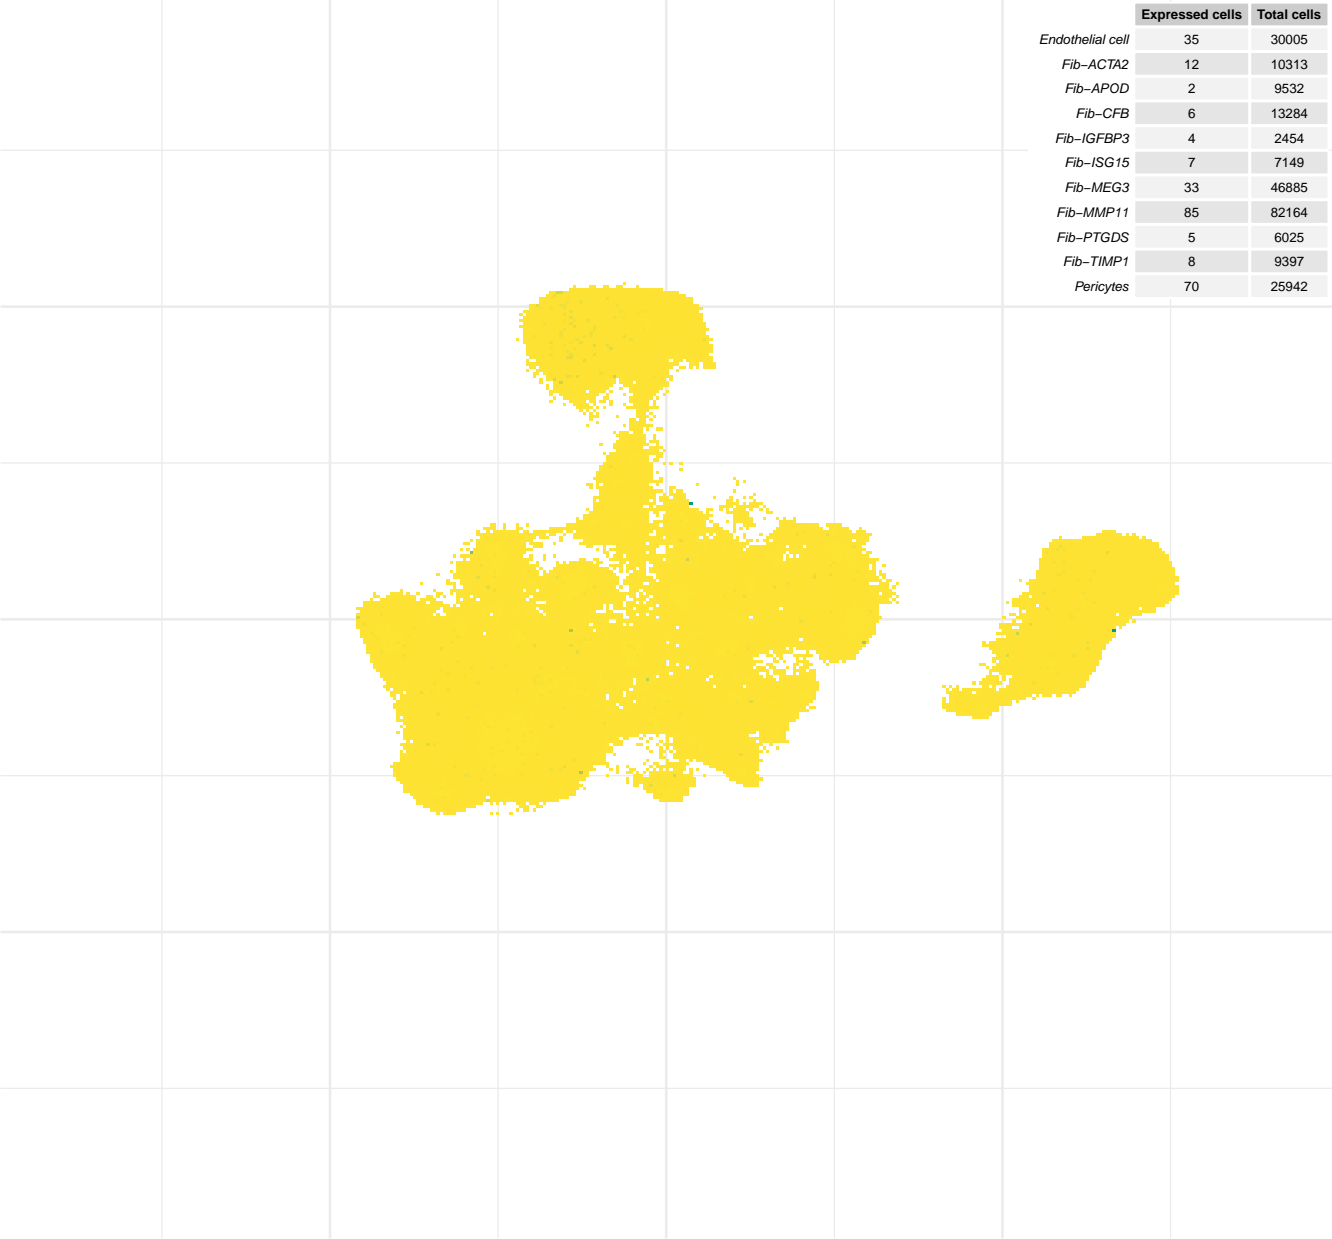 Expressed cells Total cells
Endothelial cell 35 30005
Fib−ACTA2 12 10313
Fib−APOD 2 9532
Fib−CFB 6 13284
Fib−IGFBP3 4 2454
Fib−ISG15 7 7149
Fib−MEG3 33 46885
Fib−MMP11 85 82164
Fib−PTGDS 5 6025
Fib−TIMP1 8 9397
Pericytes 70 25942